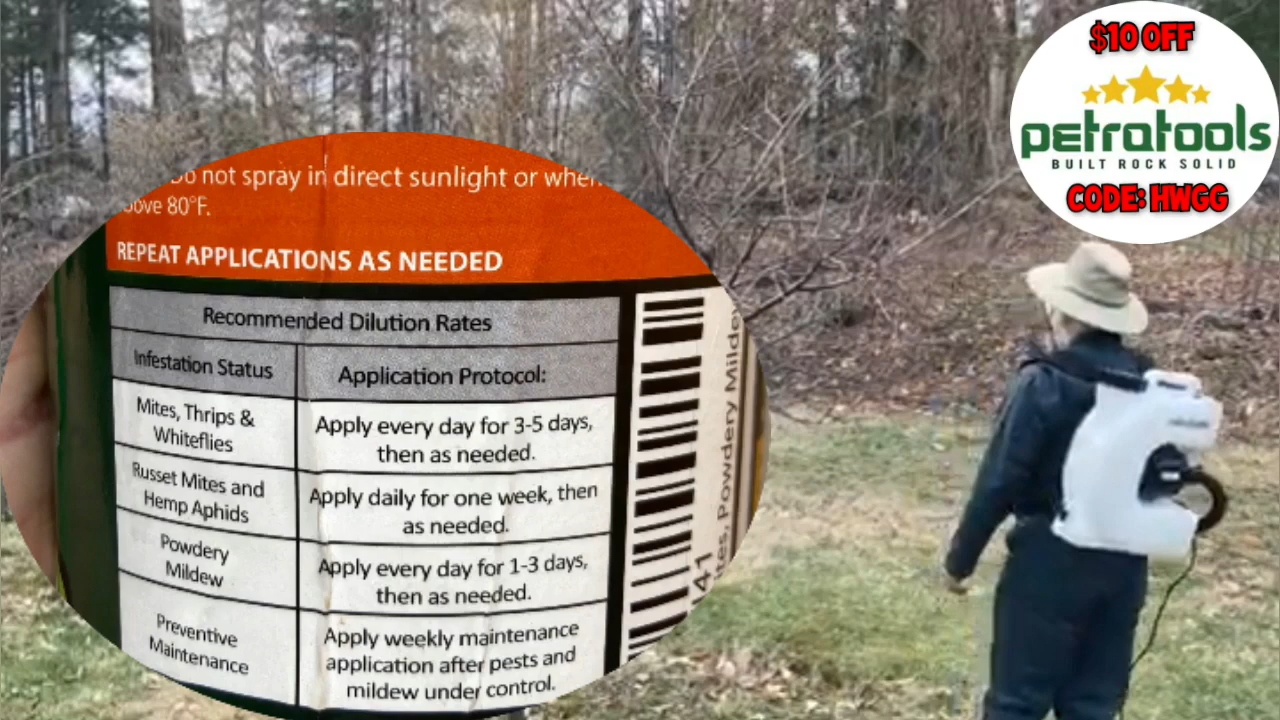 $10 OFF
petratools
BUILT ROCK SOLID
CODE: HWGG
not spray in direct sunlight or when
80°F.
REPEAT APPLICATIONS AS NEEDED
Recommended Dilution Rates
Infestation Status
Application Protocol:
Mites, Thrips &
Whiteflies
Apply every day for 3-5 days,
then as needed.
Russet Mites and
Hemp Aphids
Apply daily for one week, then
as needed.
Powdery
Mildew
Apply every day for 1-3 days,
then as needed.
Preventive
Maintenance
Apply weekly maintenance
application after pests and
mildew under control.
Powdery
41